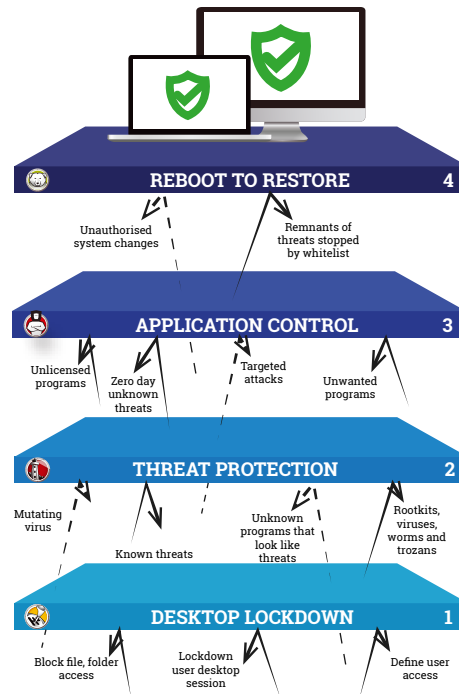 REBOOT TO RESTORE 4
Unauthorised
system changes
Remnants of
threats stopped
by whitelist
APPLICATION CONTROL 3
Unlicensed
programs
Zero day
unknown
threats
Targeted
attacks
Unwanted
programs
THREAT PROTECTION 2
Mutating
virus
Known threats
Unknown
programs that
look like
threats
Rootkits,
viruses,
worms and
trozans
DESKTOP LOCKDOWN 1
Block file, folder
access
Lockdown
user desktop
session
Define user
access